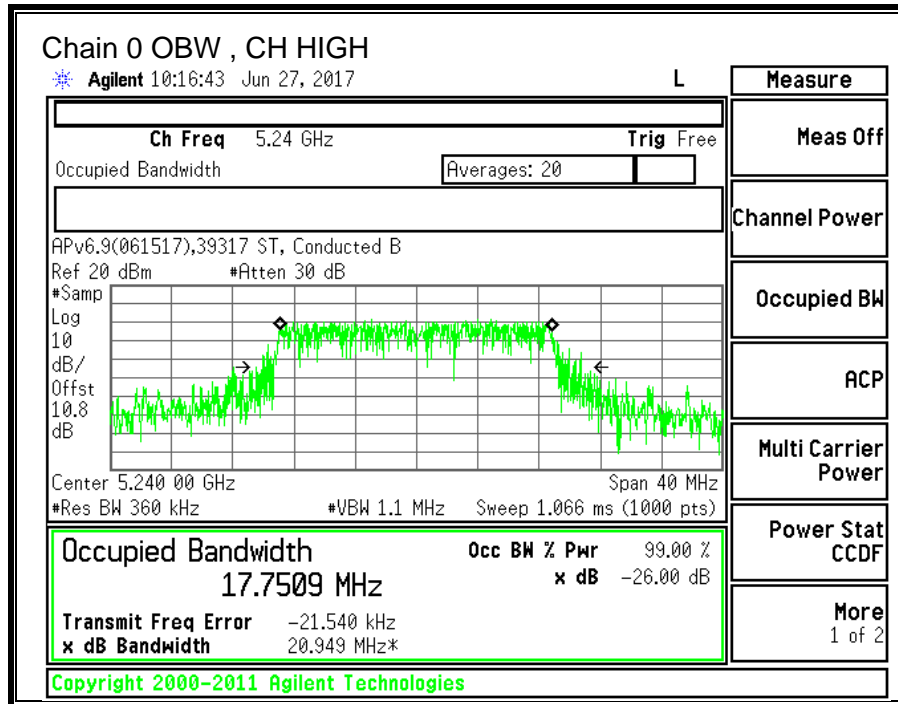 Chain 0 OBW , CH HIGH
Agilent 10:16:43 Jun 27, 2017 L
Measure
Ch Freq 5.24 GHz Trig Free
Meas Off
Occupied Bandwidth Averages: 20
Channel Power
APv6.9(061517),39317 ST, Conducted B
Ref 20 dBm #Atten 30 dB
#Samp
Log
10
dB/
Offst
10.8
dB
Occupied BW
ACP
Multi Carrier
Power
Center 5.240 00 GHz Span 40 MHz
#Res BW 360 kHz #VBW 1.1 MHz Sweep 1.066 ms (1000 pts)
Occupied Bandwidth Occ BW % Pwr 99.00 %
17.7509 MHz x dB -26.00 dB
Power Stat
CCDF
Transmit Freq Error -21.540 kHz
x dB Bandwidth 20.949 MHz*
More
1 of 2
Copyright 2000-2011 Agilent Technologies